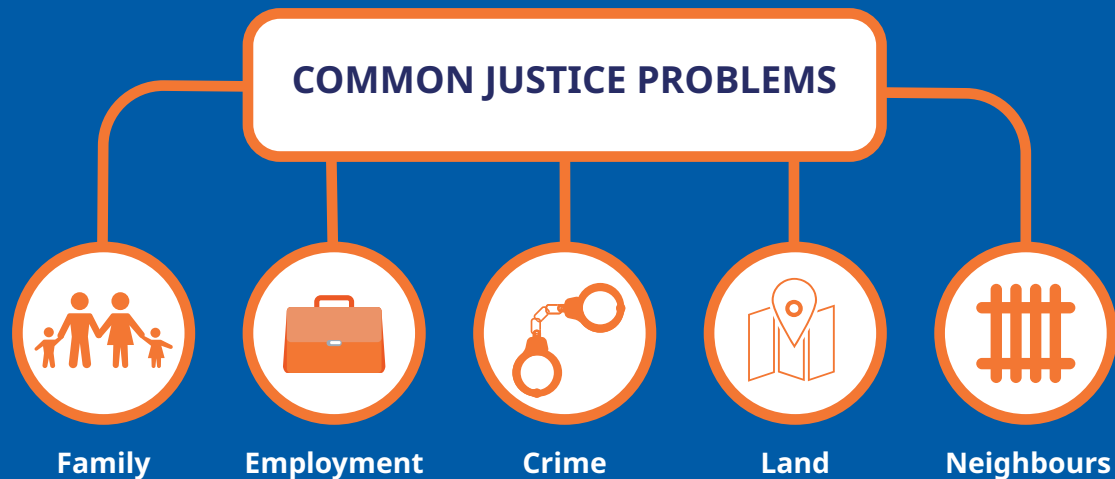 COMMON JUSTICE PROBLEMS
Family
Employment
Crime
Land
Neighbours